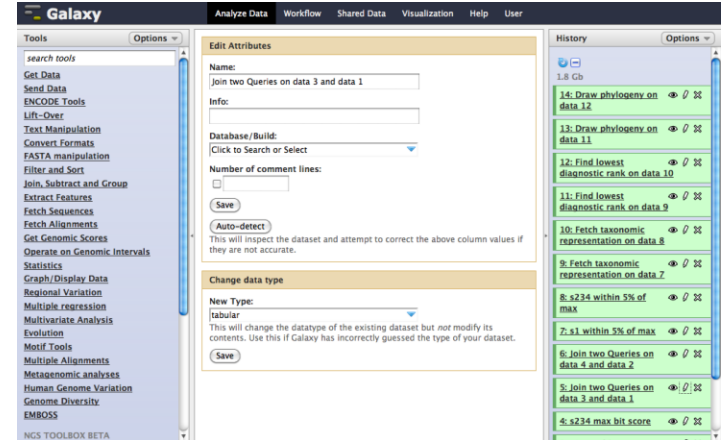 Galaxy
Analyze Data Workflow Shared Data Visualization Help User
Tools Options
search tools
Get Data
Send Data
ENCODE Tools
Lift-Over
Text Manipulation
Convert Formats
FASTA manipulation
Filter and Sort
Join, Subtract and Group
Extract Features
Fetch Sequences
Fetch Alignments
Get Genomic Scores
Operate on Genomic Intervals
Statistics
Graph/Display Data
Regional Variation
Multiple regression
Multivariate Analysis
Evolution
Motif Tools
Multiple Alignments
Metagenomic analyses
Human Genome Variation
Genome Diversity
EMBOSS
NGS TOOLBOX BETA
Edit Attributes
Name:
Join two Queries on data 3 and data 1
Info:
Database/Build:
Click to Search or Select
Number of comment lines:
Save
Auto-detect
This will inspect the dataset and attempt to correct the above column values if
they are not accurate.
Change data type
New Type:
tabular
This will change the datatype of the existing dataset but not modify its
contents. Use this if Galaxy has incorrectly guessed the type of your dataset.
Save
History Options
1.8 Gb
14: Draw phylogeny on
data 12
13: Draw phylogeny on
data 11
12: Find lowest
diagnostic rank on data 10
11: Find lowest
diagnostic rank on data 9
10: Fetch taxonomic
representation on data 8
9: Fetch taxonomic
representation on data 7
8: s234 within 5% of
max
7: s1 within 5% of max
6: Join two Queries on
data 4 and data 2
5: Join two Queries on
data 3 and data 1
4: s234 max bit score